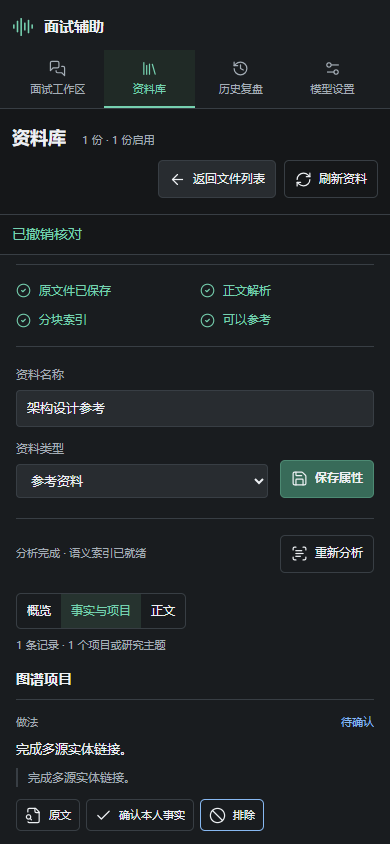 面试辅助
面试工作区 资料库 历史复盘 模型设置
资料库 1 份 · 1 份启用
返回文件列表 刷新资料
已撤销核对
原文件已保存 正文解析
分块索引 可以参考
资料名称
架构设计参考
资料类型
参考资料 保存属性
分析完成 · 语义索引已就绪 重新分析
概览 事实与项目 正文
1 条记录 · 1 个项目或研究主题
图谱项目
做法 待确认
完成多源实体链接。
完成多源实体链接。
原文 确认本人事实 排除